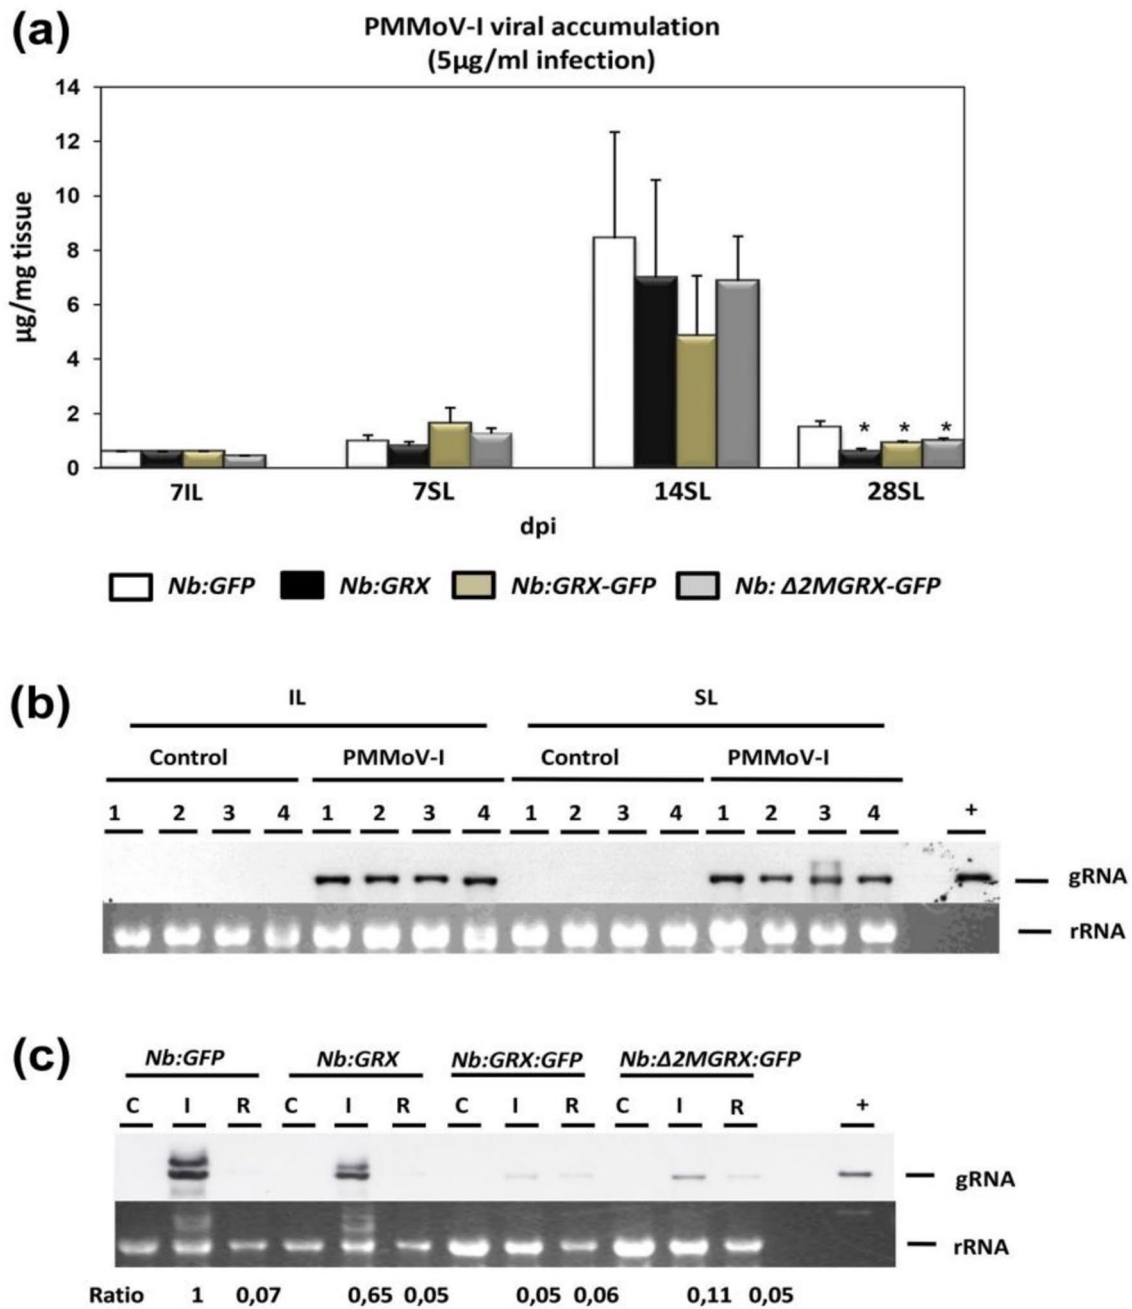 (a)
PMMoV-I viral accumulation
(5µg/ml infection)
14
12
10
8
6
4
2
0
µg/mg tissue
* * *
7IL 7SL 14SL 28SL
dpi
Nb:GFP Nb:GRX Nb:GRX-GFP Nb: Δ2MGRX-GFP
(b)
IL SL
Control PMMoV-I Control PMMoV-I
1 2 3 4 1 2 3 4 1 2 3 4 1 2 3 4 +
gRNA
rRNA
(c)
Nb:GFP Nb:GRX Nb:GRX:GFP Nb:Δ2MGRX:GFP
C I R C I R C I R C I R +
gRNA
rRNA
Ratio 1 0,07 0,65 0,05 0,05 0,06 0,11 0,05